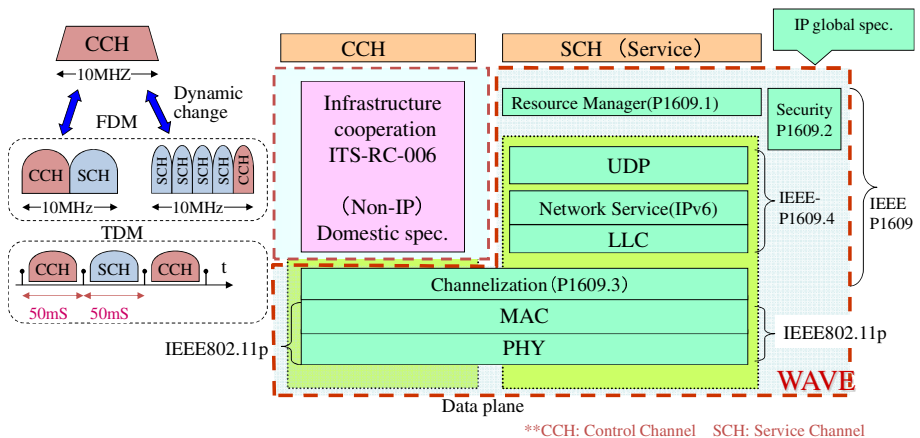 CCH
10MHZ
Dynamic
change
FDM
CCH
SCH
10MHz
SCH
SCH
SCH
SCH
CCH
10MHz
TDM
CCH
SCH
CCH
t
50mS
50mS
CCH
SCH (Service)
IP global spec.
Infrastructure
cooperation
ITS-RC-006
(Non-IP)
Domestic spec.
Resource Manager(P1609.1)
Security
P1609.2
UDP
Network Service(IPv6)
LLC
IEEE-
P1609.4
IEEE
P1609
Channelization(P1609.3)
MAC
PHY
IEEE802.11p
IEEE802.11p
WAVE
Data plane
**CCH: Control Channel SCH: Service Channel